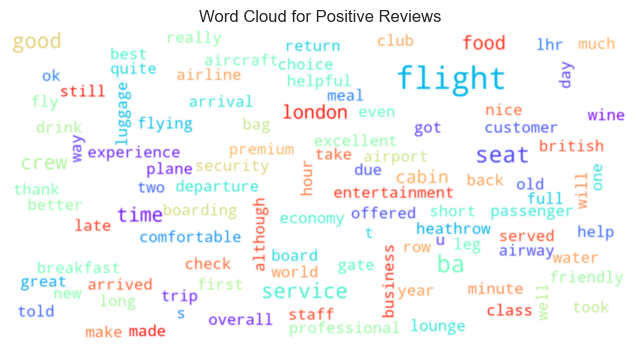 Word Cloud for Positive Reviews
good
really
best
quite
return
choice
club
food
lhr
much
ok
still
luggage
aircraft
airline
helpful
flight
day
fly
flying
arrival
meal
even
london
nice
wine
drink
way
bag
got
customer
crew
experience
plane
premium
security
excellent
take
airport
seat
british
thank
better
two
departure
hour
due
cabin
back
old
will
one
entertainment
full
late
time
boarding
although
economy
offered
short
passenger
comfortable
t
heathrow
served
help
row
u
leg
airway
water
breakfast
great
new
arrived
long
check
trip
first
board
world
gate
service
business
ba
year
minute
friendly
well
took
told
s
overall
staff
professional
lounge
class
make
made